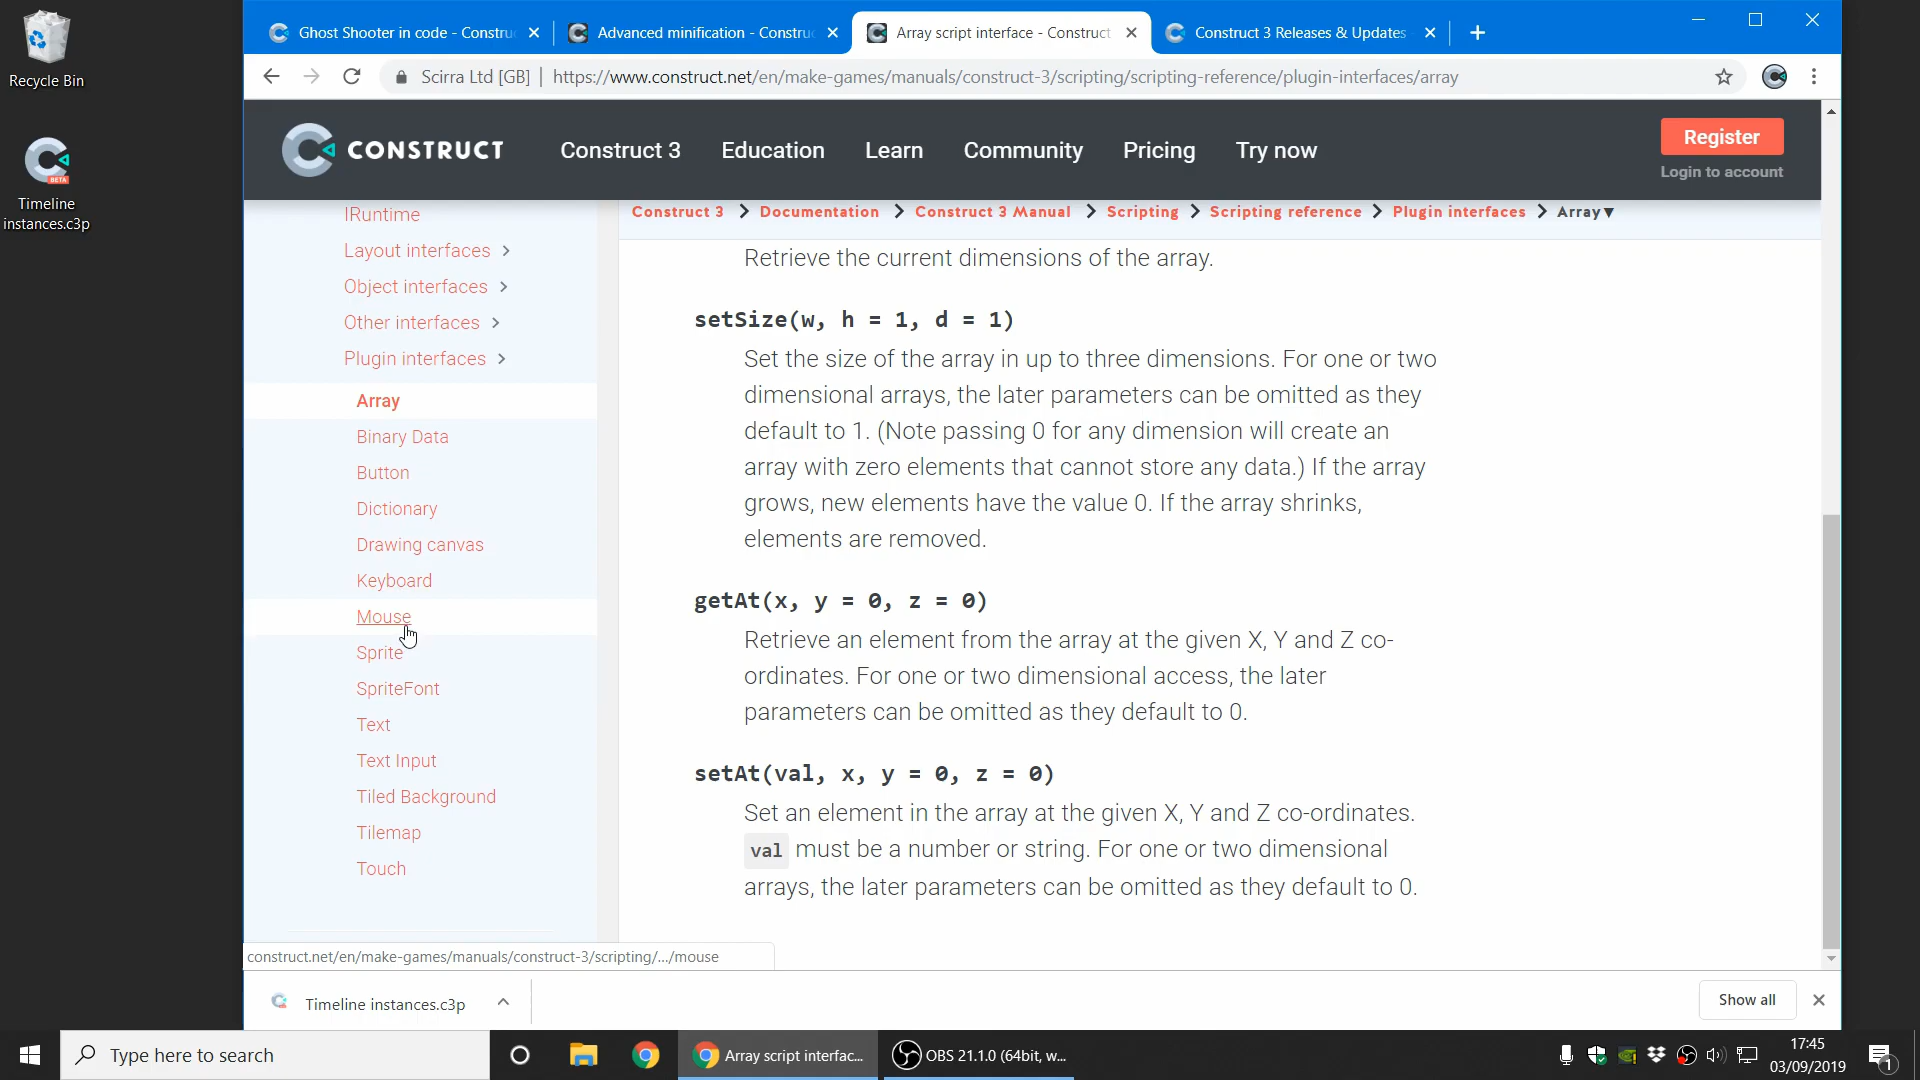 Recycle Bin
Timeline
instances.c3p
BETA
Ghost Shooter in code - Constru
Advanced minification - Constru
Array script interface - Construct
Construct 3 Releases & Updates
Scirra Ltd [GB] | https://www.construct.net/en/make-games/manuals/construct-3/scripting/scripting-reference/plugin-interfaces/array
CONSTRUCT
Construct 3
Education
Learn
Community
Pricing
Try now
Register
Login to account
IRuntime
Layout interfaces
Object interfaces
Other interfaces
Plugin interfaces
Array
Binary Data
Button
Dictionary
Drawing canvas
Keyboard
Mouse
Sprite
SpriteFont
Text
Text Input
Tiled Background
Tilemap
Touch
Construct 3 > Documentation > Construct 3 Manual > Scripting > Scripting reference > Plugin interfaces > Array▼
Retrieve the current dimensions of the array.
setSize(w, h = 1, d = 1)
Set the size of the array in up to three dimensions. For one or two
dimensional arrays, the later parameters can be omitted as they
default to 1. (Note passing 0 for any dimension will create an
array with zero elements that cannot store any data.) If the array
grows, new elements have the value 0. If the array shrinks,
elements are removed.
getAt(x, y = 0, z = 0)
Retrieve an element from the array at the given X, Y and Z co-
ordinates. For one or two dimensional access, the later
parameters can be omitted as they default to 0.
setAt(val, x, y = 0, z = 0)
Set an element in the array at the given X, Y and Z co-ordinates.
val must be a number or string. For one or two dimensional
arrays, the later parameters can be omitted as they default to 0.
construct.net/en/make-games/manuals/construct-3/scripting/.../mouse
Timeline instances.c3p
Show all
Type here to search
Array script interfac...
OBS 21.1.0 (64bit, w...
17:45
03/09/2019
1